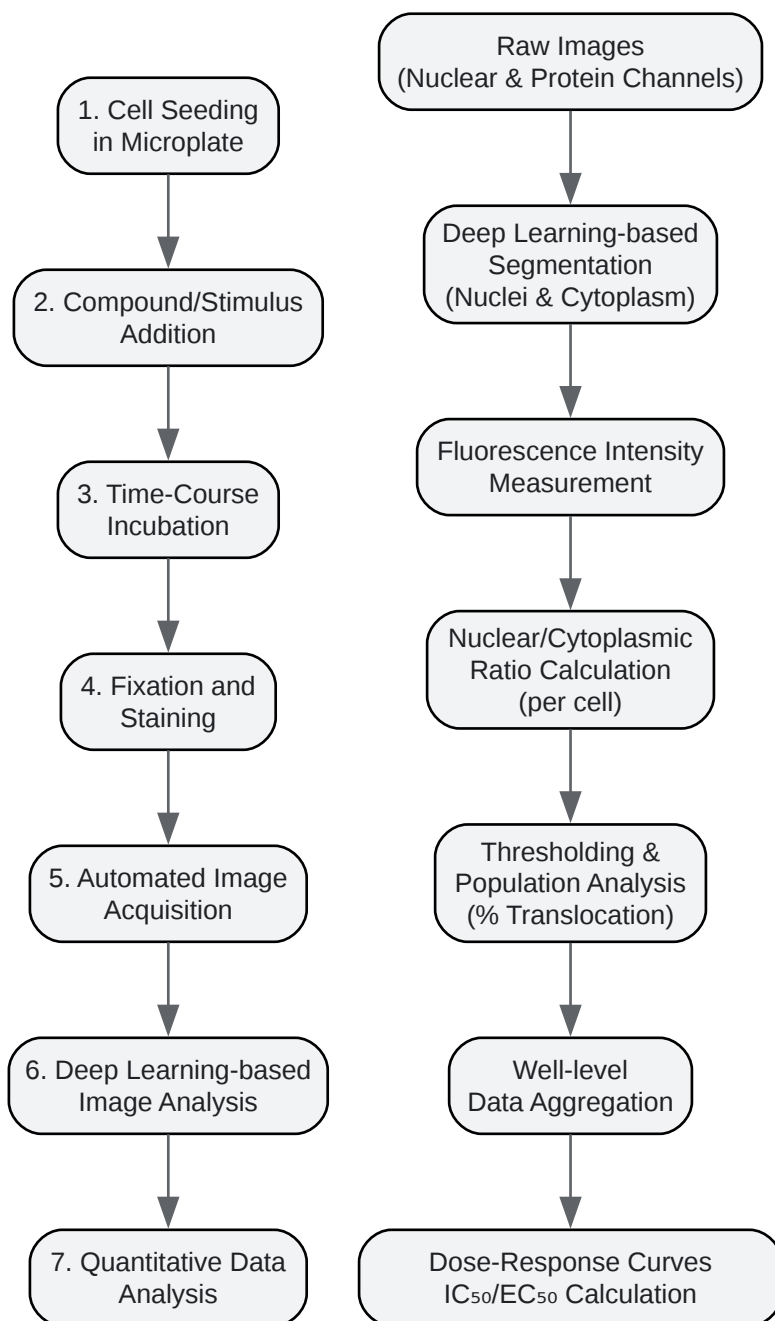 1. Cell Seeding
in Microplate
2. Compound/Stimulus
Addition
3. Time-Course
Incubation
4. Fixation and
Staining
5. Automated Image
Acquisition
6. Deep Learning-based
Image Analysis
7. Quantitative Data
Analysis
Raw Images
(Nuclear & Protein Channels)
Deep Learning-based
Segmentation
(Nuclei & Cytoplasm)
Fluorescence Intensity
Measurement
Nuclear/Cytoplasmic
Ratio Calculation
(per cell)
Thresholding &
Population Analysis
(% Translocation)
Well-level
Data Aggregation
Dose-Response Curves
IC₅₀/EC₅₀ Calculation